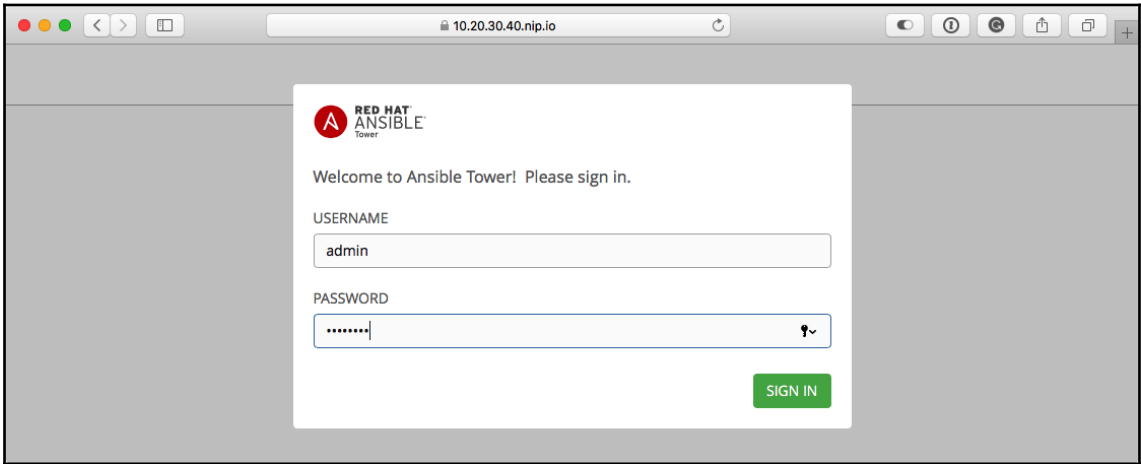 10.20.30.40.nip.io
RED HAT
ANSIBLE
Tower
Welcome to Ansible Tower! Please sign in.
USERNAME
admin
PASSWORD
••••••••
SIGN IN